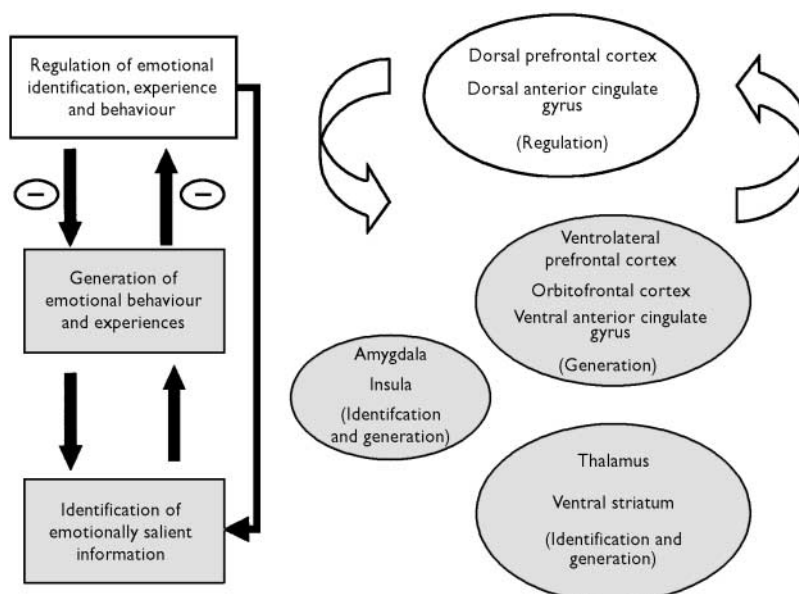 Regulation of emotional
identification, experience
and behaviour
−
−
Generation of
emotional behaviour
and experiences
Identification of
emotionally salient
information
Dorsal prefrontal cortex
Dorsal anterior cingulate
gyrus
(Regulation)
Ventrolateral
prefrontal cortex
Orbitofrontal cortex
Ventral anterior cingulate
gyrus
(Generation)
Amygdala
Insula
(Identifcation
and generation)
Thalamus
Ventral striatum
(Identification and
generation)